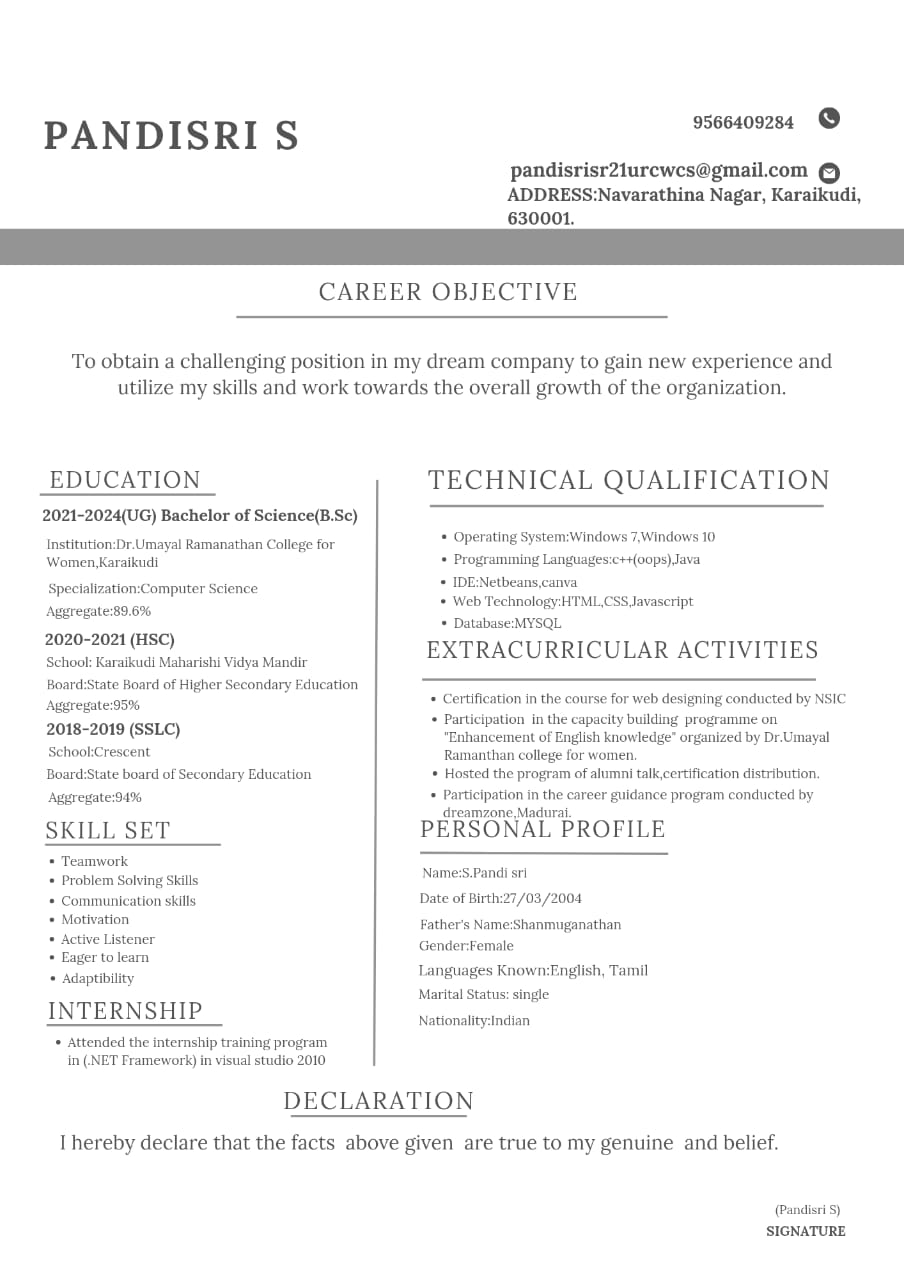 PANDISRI S
9566409284
pandisrisr21urcwcs@gmail.com
ADDRESS:Navarathina Nagar, Karaikudi,
630001.
CAREER OBJECTIVE
To obtain a challenging position in my dream company to gain new experience and
utilize my skills and work towards the overall growth of the organization.
EDUCATION
2021-2024(UG) Bachelor of Science(B.Sc)
Institution:Dr.Umayal Ramanathan College for
Women,Karaikudi
Specialization:Computer Science
Aggregate:89.6%
2020-2021 (HSC)
School: Karaikudi Maharishi Vidya Mandir
Board:State Board of Higher Secondary Education
Aggregate:95%
2018-2019 (SSLC)
School:Crescent
Board:State board of Secondary Education
Aggregate:94%
SKILL SET
• Teamwork
• Problem Solving Skills
• Communication skills
• Motivation
• Active Listener
• Eager to learn
• Adaptibility
INTERNSHIP
• Attended the internship training program
in (.NET Framework) in visual studio 2010
TECHNICAL QUALIFICATION
• Operating System:Windows 7,Windows 10
• Programming Languages:c++(oops),Java
• IDE:Netbeans,canva
• Web Technology:HTML,CSS,Javascript
• Database:MYSQL
EXTRACURRICULAR ACTIVITIES
• Certification in the course for web designing conducted by NSIC
• Participation in the capacity building programme on
"Enhancement of English knowledge" organized by Dr.Umayal
Ramanthan college for women.
• Hosted the program of alumni talk,certification distribution.
• Participation in the career guidance program conducted by
dreamzone,Madurai.
PERSONAL PROFILE
Name:S.Pandi sri
Date of Birth:27/03/2004
Father's Name:Shanmuganathan
Gender:Female
Languages Known:English, Tamil
Marital Status: single
Nationality:Indian
DECLARATION
I hereby declare that the facts above given are true to my genuine and belief.
(Pandisri S)
SIGNATURE